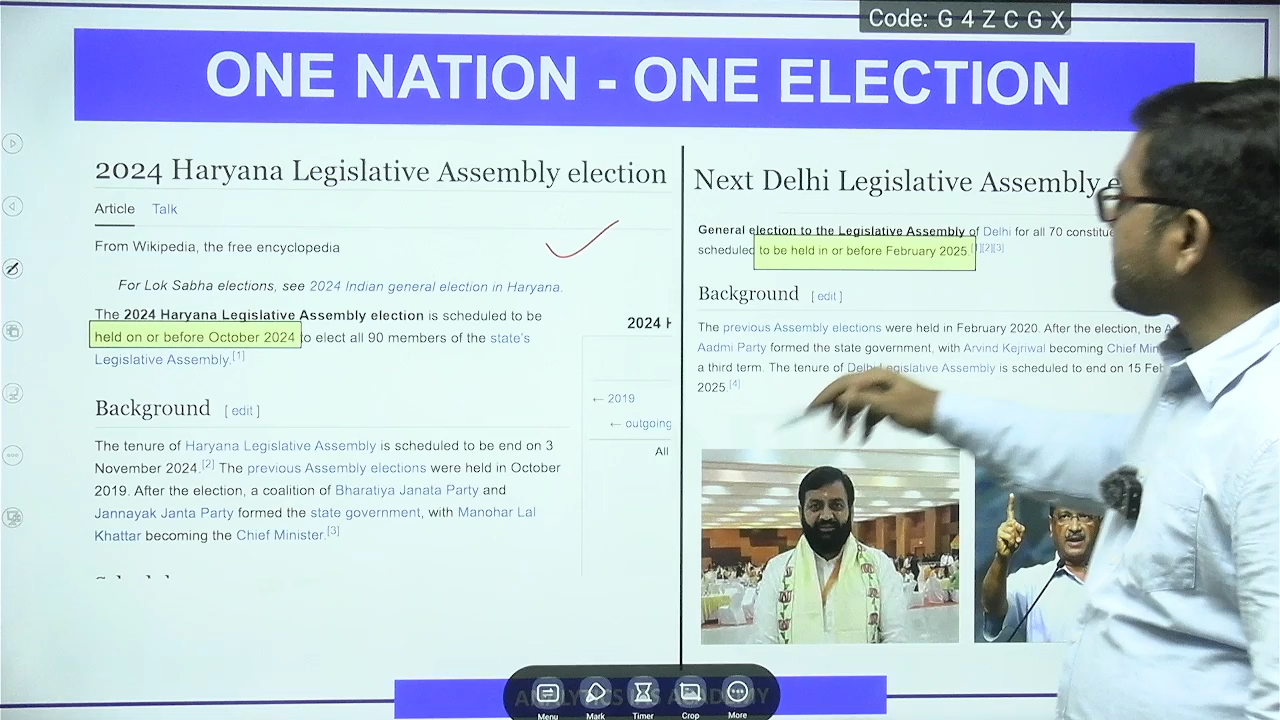 Code: G 4 Z C G X
ONE NATION - ONE ELECTION
2024 Haryana Legislative Assembly election
Article Talk
From Wikipedia, the free encyclopedia
For Lok Sabha elections, see 2024 Indian general election in Haryana.
The 2024 Haryana Legislative Assembly election is scheduled to be
held on or before October 2024 to elect all 90 members of the state's
Legislative Assembly.[1]
2024 H
← 2019
← outgoing
All
Background [ edit ]
The tenure of Haryana Legislative Assembly is scheduled to be end on 3
November 2024.[2] The previous Assembly elections were held in October
2019. After the election, a coalition of Bharatiya Janata Party and
Jannayak Janta Party formed the state government, with Manohar Lal
Khattar becoming the Chief Minister.[3]
Next Delhi Legislative Assembly e
General election to the Legislative Assembly of Delhi for all 70 constitue
scheduled to be held in or before February 2025.[1][2][3]
Background [ edit ]
The previous Assembly elections were held in February 2020. After the election, the A
Aadmi Party formed the state government, with Arvind Kejriwal becoming Chief Min
a third term. The tenure of Delhi Legislative Assembly is scheduled to end on 15 Feb
2025.[4]
Menu Mark Timer Crop More